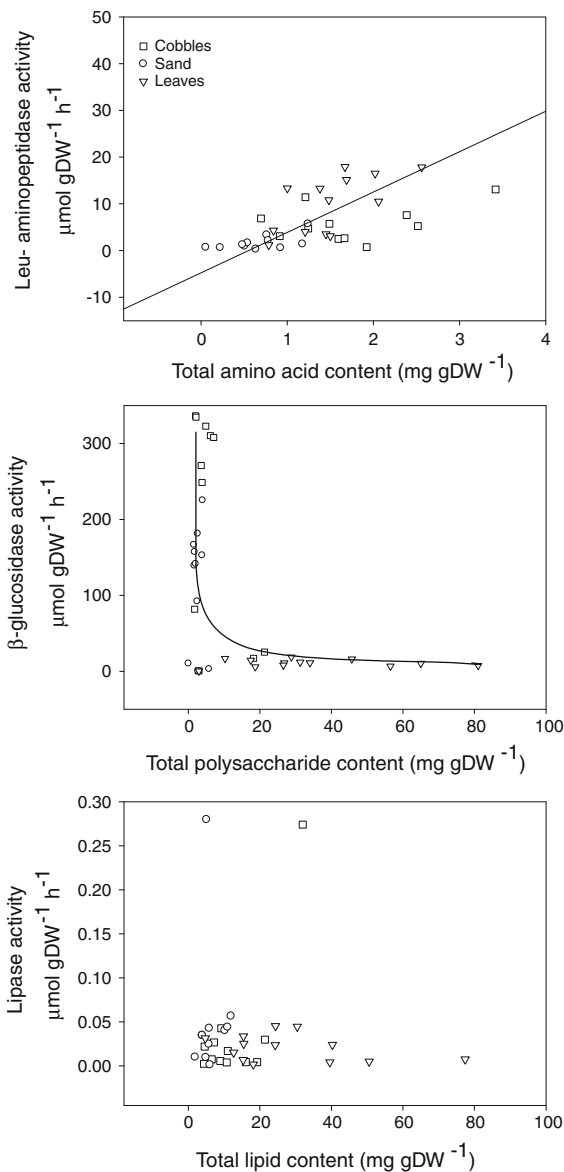 Leu- aminopeptidase activity
μmol gDW⁻¹ h⁻¹
50
40
30
20
10
0
-10
Cobbles
Sand
Leaves
0 1 2 3 4
Total amino acid content (mg gDW ⁻¹)
β-glucosidase activity
μmol gDW⁻¹ h⁻¹
300
200
100
0
0 20 40 60 80 100
Total polysaccharide content (mg gDW ⁻¹)
Lipase activity
μmol gDW⁻¹ h⁻¹
0.30
0.25
0.20
0.15
0.10
0.05
0.00
0 20 40 60 80 100
Total lipid content (mg gDW ⁻¹)